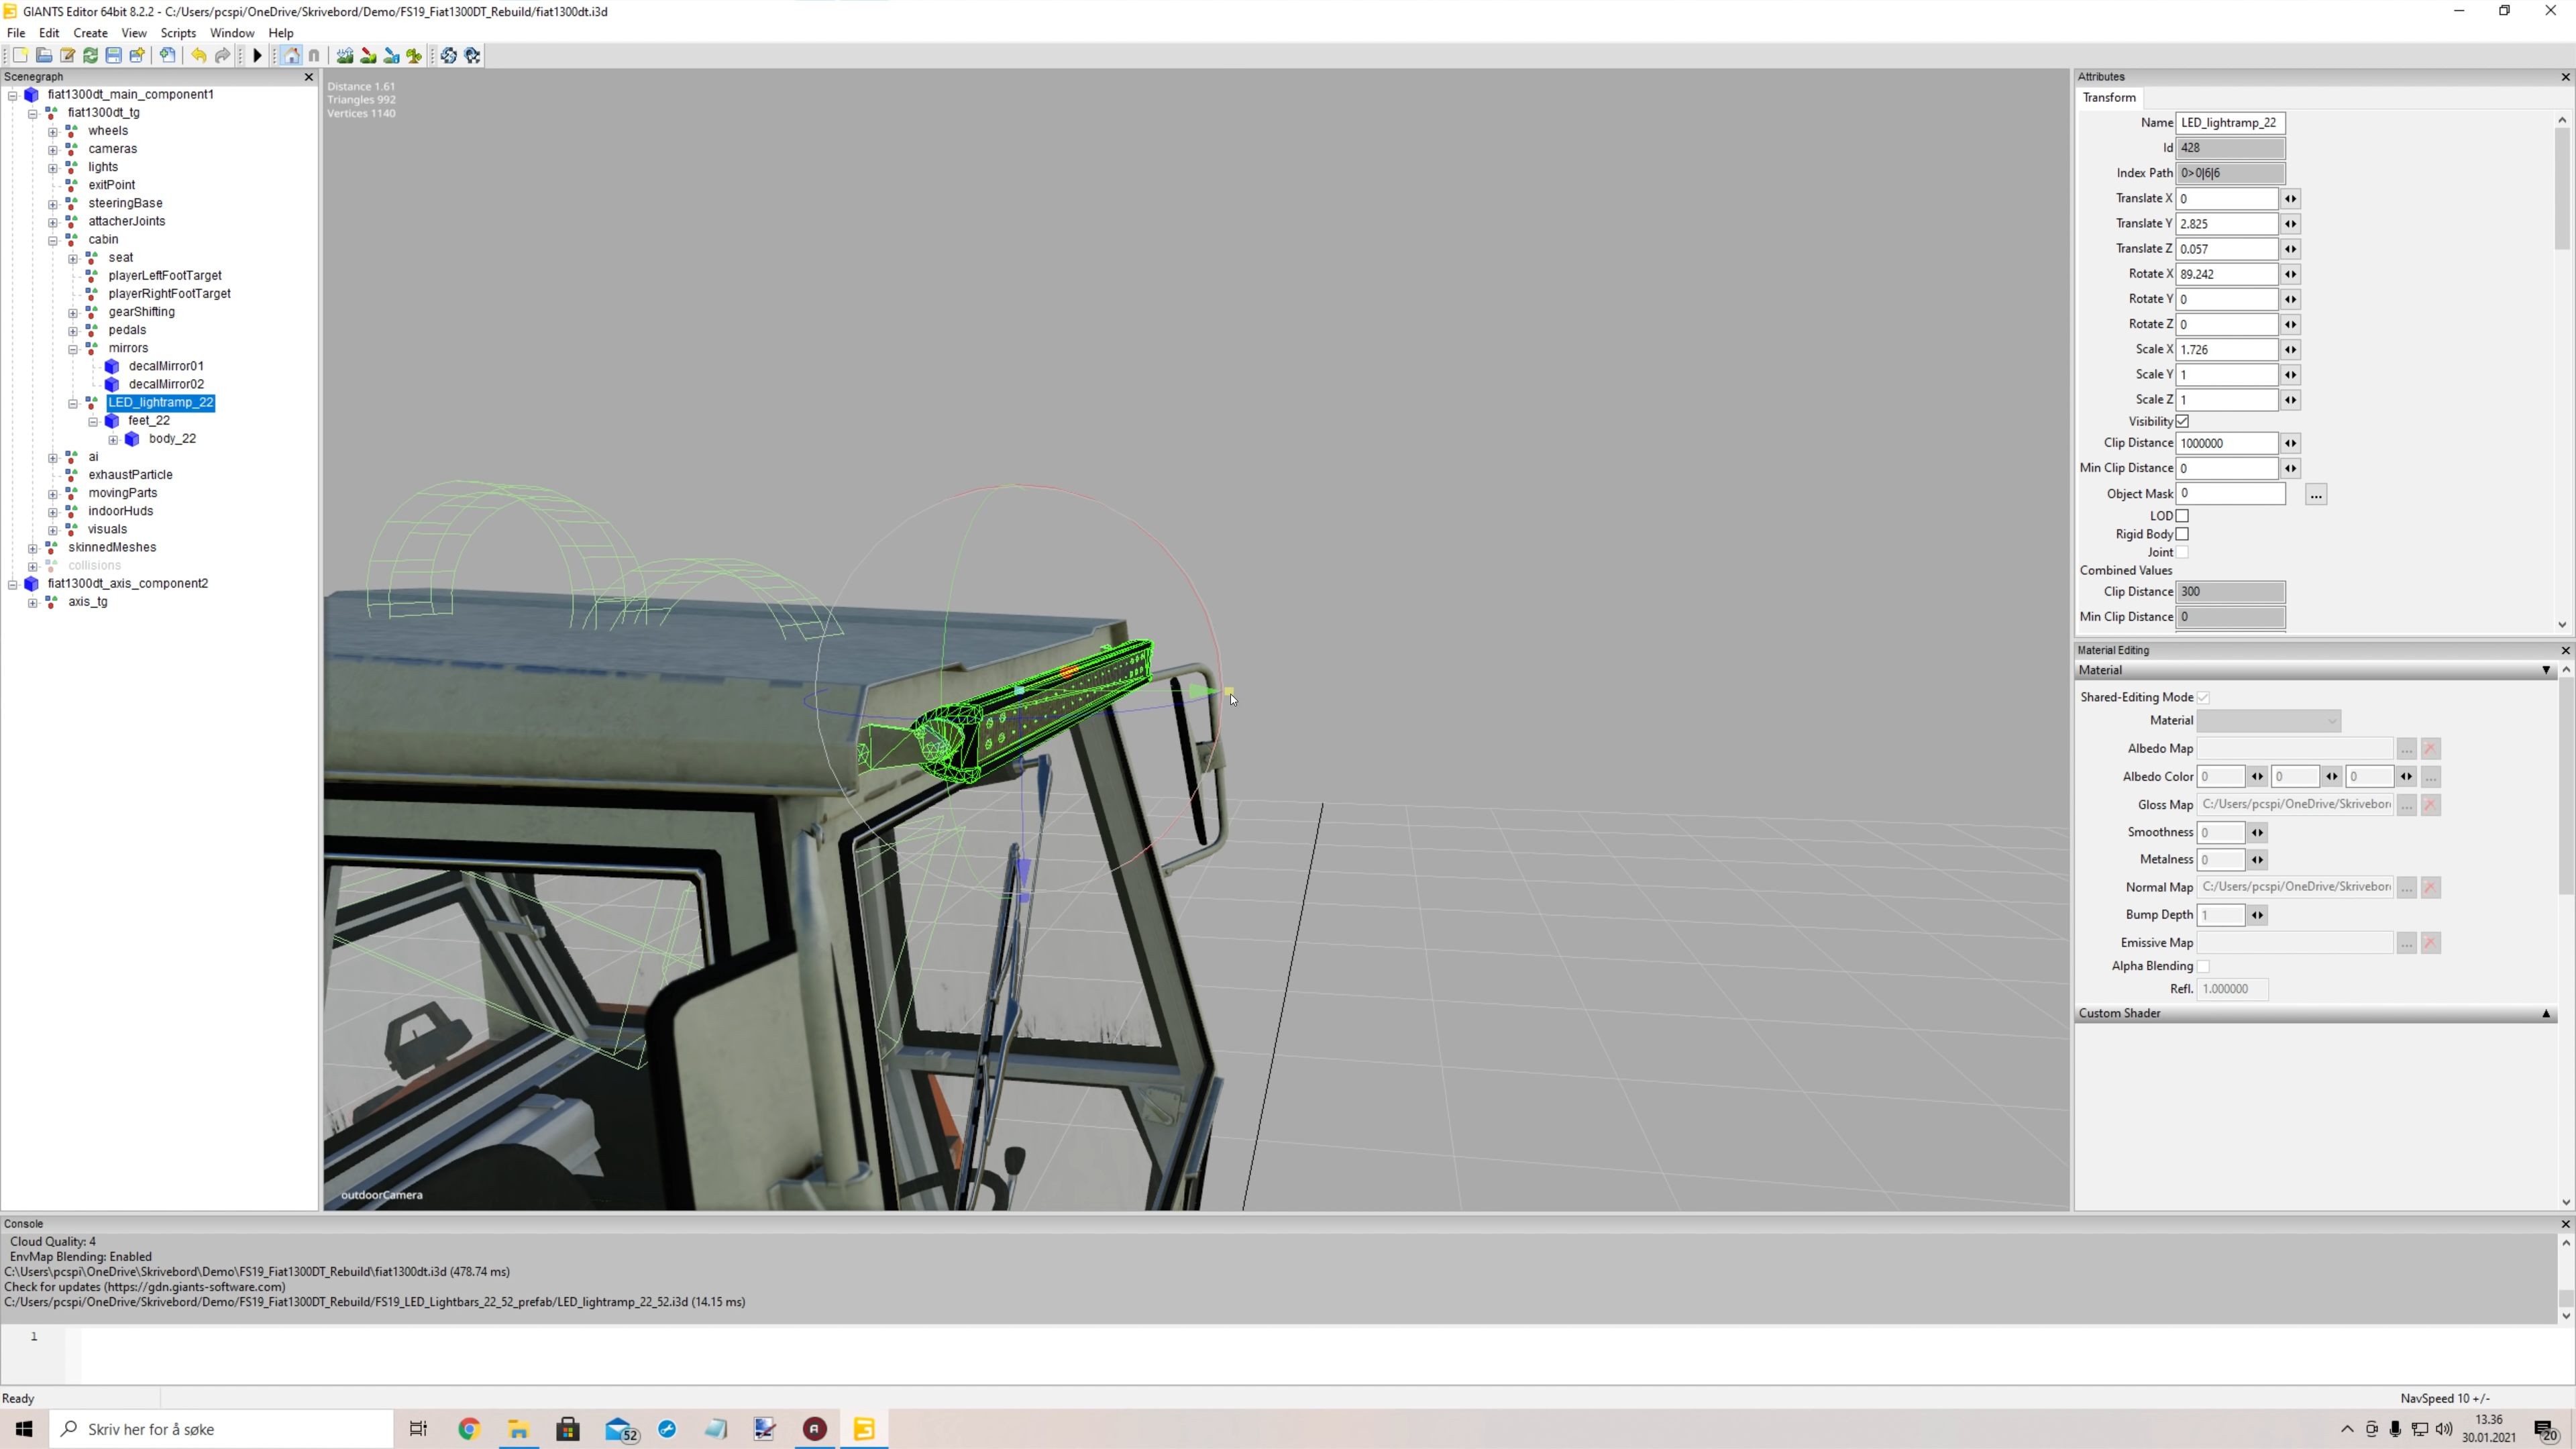 GIANTS Editor 64bit 8.2.2 - C:/Users/pcspi/OneDrive/Skrivebord/Demo/FS19_Fiat1300DT_Rebuild/fiat1300dt.i3d
File Edit Create View Scripts Window Help
Scenegraph
fiat1300dt_main_component1
fiat1300dt_tg
wheels
cameras
lights
exitPoint
steeringBase
attacherJoints
cabin
seat
playerLeftFootTarget
playerRightFootTarget
gearShifting
pedals
mirrors
decalMirror01
decalMirror02
LED_lightramp_22
feet_22
body_22
ai
exhaustParticle
movingParts
indoorHuds
visuals
skinnedMeshes
collisions
fiat1300dt_axis_component2
axis_tg
Distance 1.61
Triangles 992
Vertices 1140
outdoorCamera
Attributes
Transform
Name LED_lightramp_22
Id 428
Index Path 0>0|6|6
Translate X 0
Translate Y 2.825
Translate Z 0.057
Rotate X 89.242
Rotate Y 0
Rotate Z 0
Scale X 1.726
Scale Y 1
Scale Z 1
Visibility
Clip Distance 1000000
Min Clip Distance 0
Object Mask 0 ...
LOD
Rigid Body
Joint
Combined Values
Clip Distance 300
Min Clip Distance 0
Material Editing
Material
Shared-Editing Mode
Material
Albedo Map ...
Albedo Color 0 0 0 ...
Gloss Map C:/Users/pcspi/OneDrive/Skrivebor ...
Smoothness 0
Metalness 0
Normal Map C:/Users/pcspi/OneDrive/Skrivebor ...
Bump Depth 1
Emissive Map ...
Alpha Blending
Refl. 1.000000
Custom Shader
Console
Cloud Quality: 4
EnvMap Blending: Enabled
C:\Users\pcspi\OneDrive\Skrivebord\Demo\FS19_Fiat1300DT_Rebuild\fiat1300dt.i3d (478.74 ms)
Check for updates (https://gdn.giants-software.com)
C:/Users/pcspi/OneDrive/Skrivebord/Demo/FS19_Fiat1300DT_Rebuild/FS19_LED_Lightbars_22_52_prefab/LED_lightramp_22_52.i3d (14.15 ms)
1
Ready
NavSpeed 10 +/-
Skriv her for å søke
52
13.36
30.01.2021
20